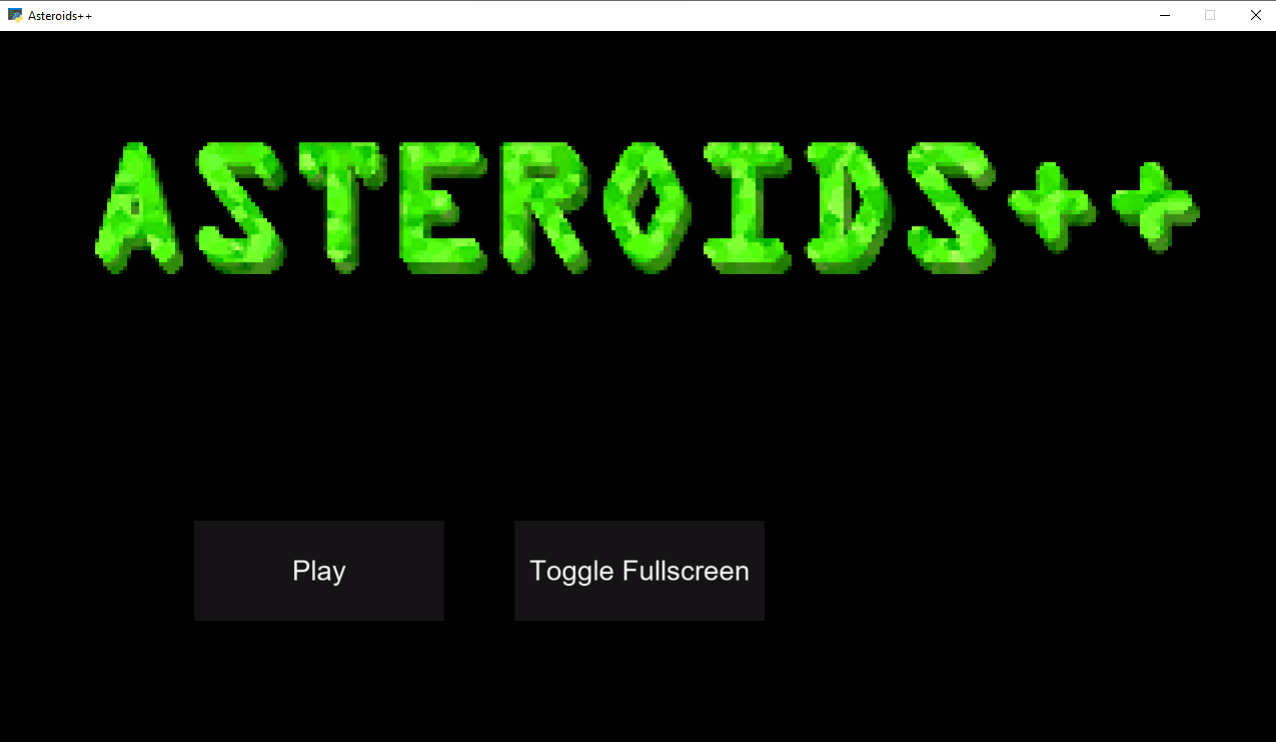 Asteroids++
ASTEROIDS++
Play
Toggle Fullscreen